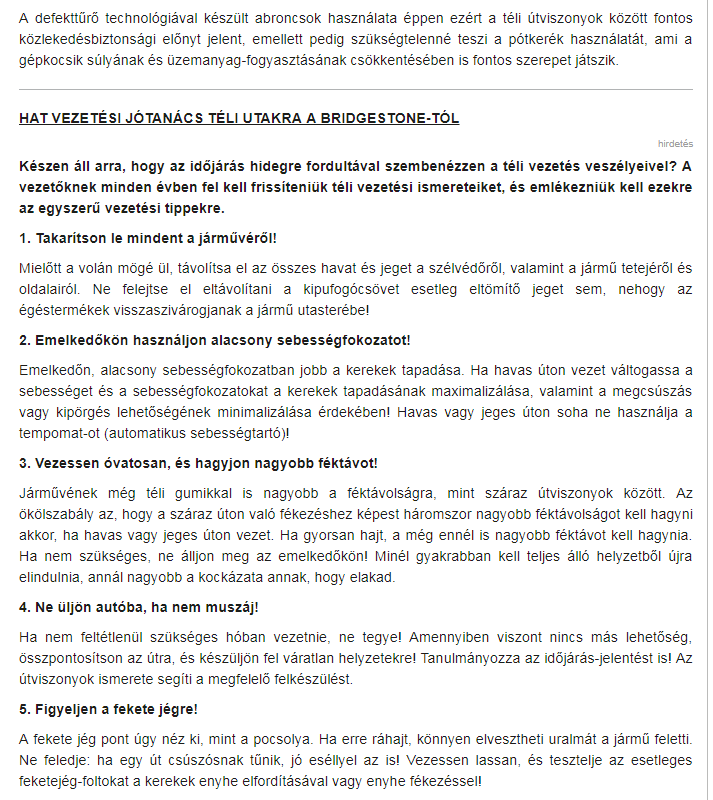 A defekttűrő technológiával készült abroncsok használata éppen ezért a téli útviszonyok között fontos
közlekedésbiztonsági előnyt jelent, emellett pedig szükségtelenné teszi a pótkerék használatát, ami a
gépkocsik súlyának és üzemanyag-fogyasztásának csökkentésében is fontos szerepet játszik.
HAT VEZETÉSI JÓTANÁCS TÉLI UTAKRA A BRIDGESTONE-TÓL
hirdetés
Készen áll arra, hogy az időjárás hidegre fordultával szembenézzen a téli vezetés veszélyeivel? A
vezetőknek minden évben fel kell frissíteniük téli vezetési ismereteiket, és emlékezniük kell ezekre
az egyszerű vezetési tippekre.
1. Takarítson le mindent a járművéről!
Mielőtt a volán mögé ül, távolítsa el az összes havat és jeget a szélvédőről, valamint a jármű tetejéről és
oldalairól. Ne felejtse el eltávolítani a kipufogócsövet esetleg eltömítő jeget sem, nehogy az
égéstermékek visszaszivárogjanak a jármű utasterébe!
2. Emelkedőkön használjon alacsony sebességfokozatot!
Emelkedőn, alacsony sebességfokozatban jobb a kerekek tapadása. Ha havas úton vezet váltogassa a
sebességet és a sebességfokozatokat a kerekek tapadásának maximalizálása, valamint a megcsúszás
vagy kipörgés lehetőségének minimalizálása érdekében! Havas vagy jeges úton soha ne használja a
tempomat-ot (automatikus sebességtartó)!
3. Vezessen óvatosan, és hagyjon nagyobb féktávot!
Járművének még téli gumikkal is nagyobb a féktávolságra, mint száraz útviszonyok között. Az
ökölszabály az, hogy a száraz úton való fékezéshez képest háromszor nagyobb féktávolságot kell hagyni
akkor, ha havas vagy jeges úton vezet. Ha gyorsan hajt, a még ennél is nagyobb féktávot kell hagynia.
Ha nem szükséges, ne álljon meg az emelkedőkön! Minél gyakrabban kell teljes álló helyzetből újra
elindulnia, annál nagyobb a kockázata annak, hogy elakad.
4. Ne üljön autóba, ha nem muszáj!
Ha nem feltétlenül szükséges hóban vezetnie, ne tegye! Amennyiben viszont nincs más lehetőség,
összpontosítson az útra, és készüljön fel váratlan helyzetekre! Tanulmányozza az időjárás-jelentést is! Az
útviszonyok ismerete segíti a megfelelő felkészülést.
5. Figyeljen a fekete jégre!
A fekete jég pont úgy néz ki, mint a pocsolya. Ha erre ráhajt, könnyen elvesztheti uralmát a jármű felett.
Ne feledje: ha egy út csúszósnak tűnik, jó eséllyel az is! Vezessen lassan, és tesztelje az esetleges
feketejég-foltokat a kerekek enyhe elfordításával vagy enyhe fékezéssel!